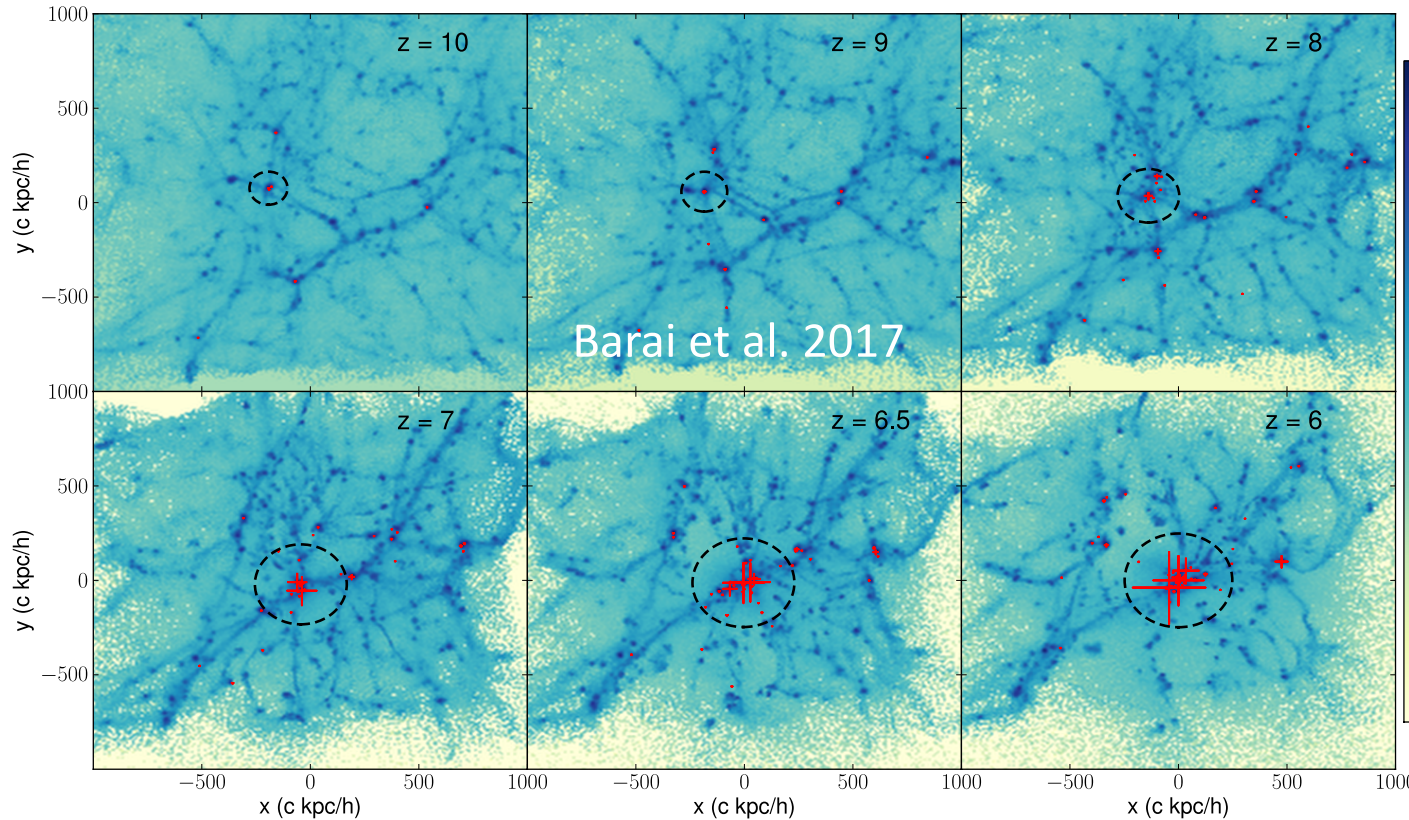 1000
z = 10
z = 9
z = 8
500
y (c kpc/h)
0
−500
Barai et al. 2017
1000
z = 7
z = 6.5
z = 6
500
y (c kpc/h)
0
−500
−500 0 500 1000 −500 0 500 1000 −500 0 500 1000
x (c kpc/h) x (c kpc/h) x (c kpc/h)